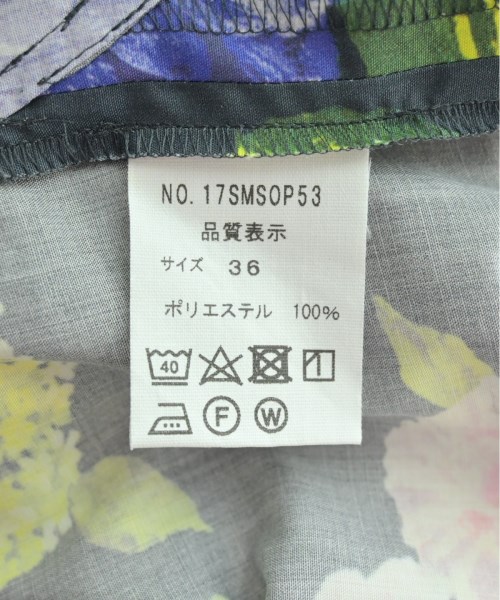 NO. 17SMSOP53
品質表示
サイズ 36
ポリエステル 100%
40
F W